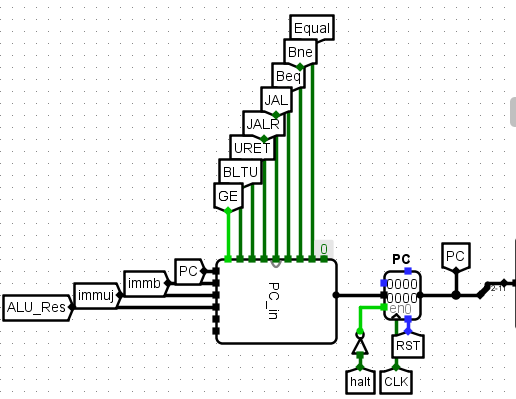 Equal
Bne
Beq
JAL
JALR
URET
BLTU
GE
0
PC
PC
PC
immb
immuj
ALU_Res
PC_in
0000
0000
en0
RST
halt
CLK